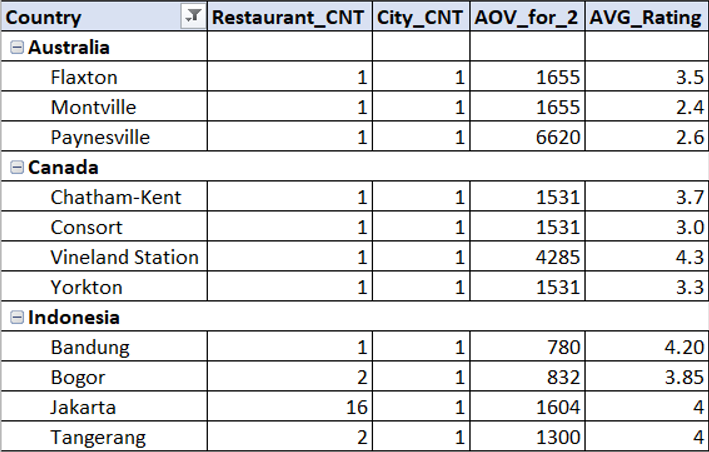 Country Restaurant_CNT City_CNT AOV_for_2 AVG_Rating
Australia
Flaxton 1 1 1655 3.5
Montville 1 1 1655 2.4
Paynesville 1 1 6620 2.6
Canada
Chatham-Kent 1 1 1531 3.7
Consort 1 1 1531 3.0
Vineland Station 1 1 4285 4.3
Yorkton 1 1 1531 3.3
Indonesia
Bandung 1 1 780 4.20
Bogor 2 1 832 3.85
Jakarta 16 1 1604 4
Tangerang 2 1 1300 4